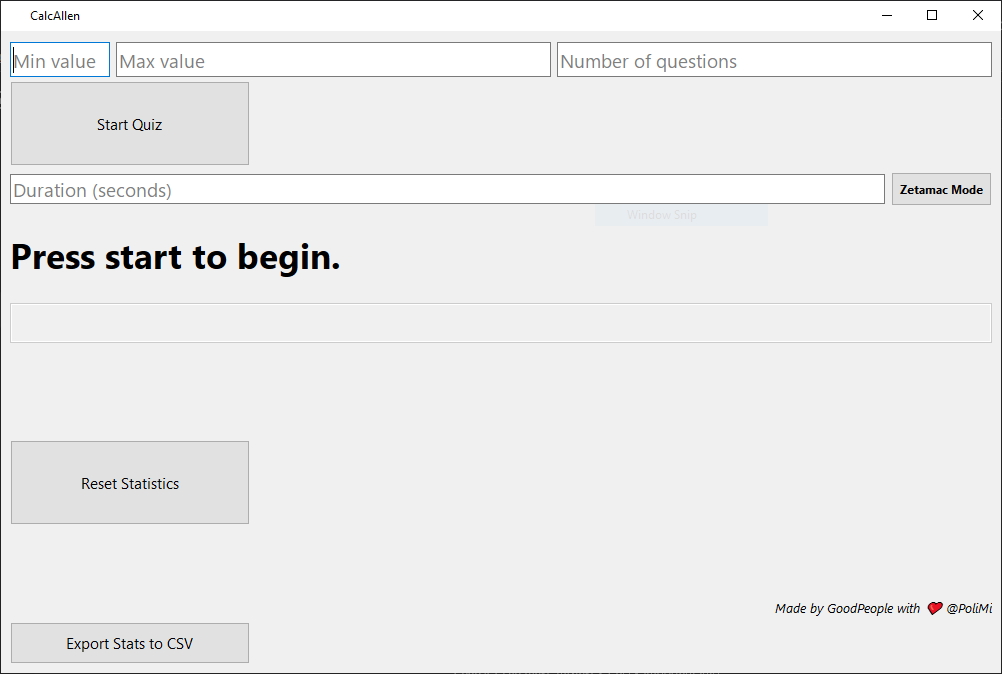 CalcAllen
Min value Max value Number of questions
Start Quiz
Duration (seconds) Zetamac Mode
Window Snip
Press start to begin.
Reset Statistics
Made by GoodPeople with ❤️ @PoliMi
Export Stats to CSV